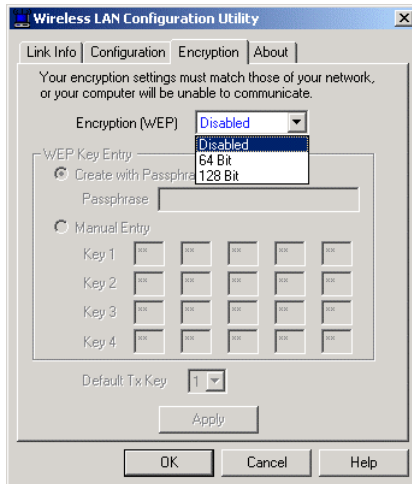 Wireless LAN Configuration Utility
Link Info Configuration Encryption About
Your encryption settings must match those of your network,
or your computer will be unable to communicate.
Encryption (WEP) Disabled
Disabled
64 Bit
128 Bit
WEP Key Entry
Create with Passphra
Passphrase
Manual Entry
Key 1 ** ** ** ** **
Key 2 ** ** ** ** **
Key 3 ** ** ** ** **
Key 4 ** ** ** ** **
Default Tx Key 1
Apply
OK Cancel Help